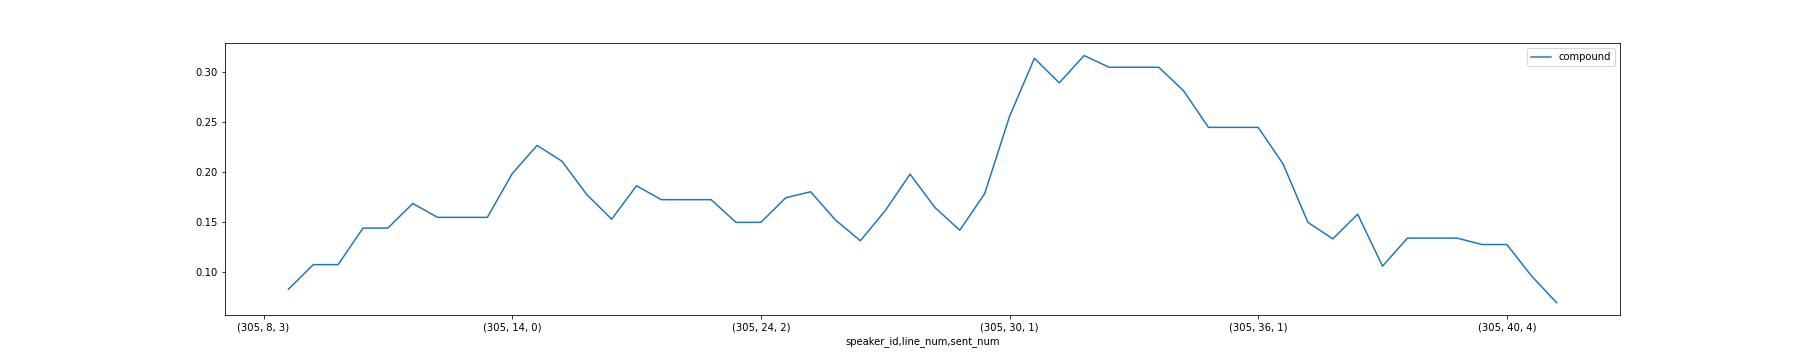 compound
0.30
0.25
0.20
0.15
0.10
(305, 8, 3) (305, 14, 0) (305, 24, 2) (305, 30, 1) (305, 36, 1) (305, 40, 4)
speaker_id,line_num,sent_num